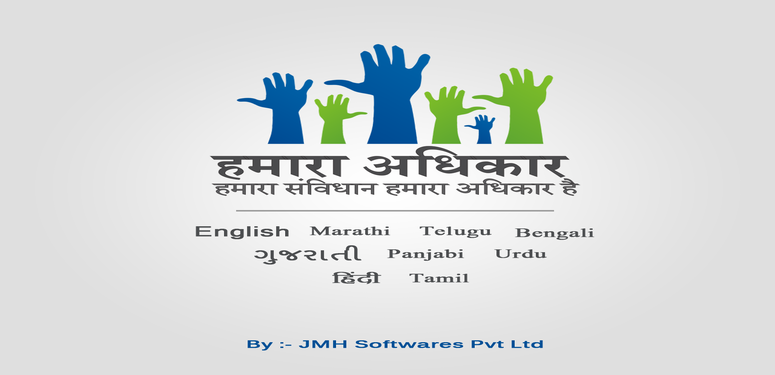 हमारा अधिकार
हमारा संविधान हमारा अधिकार है
English Marathi Telugu Bengali
ગુજરાતી Panjabi Urdu
हिंदी Tamil
By :- JMH Softwares Pvt Ltd